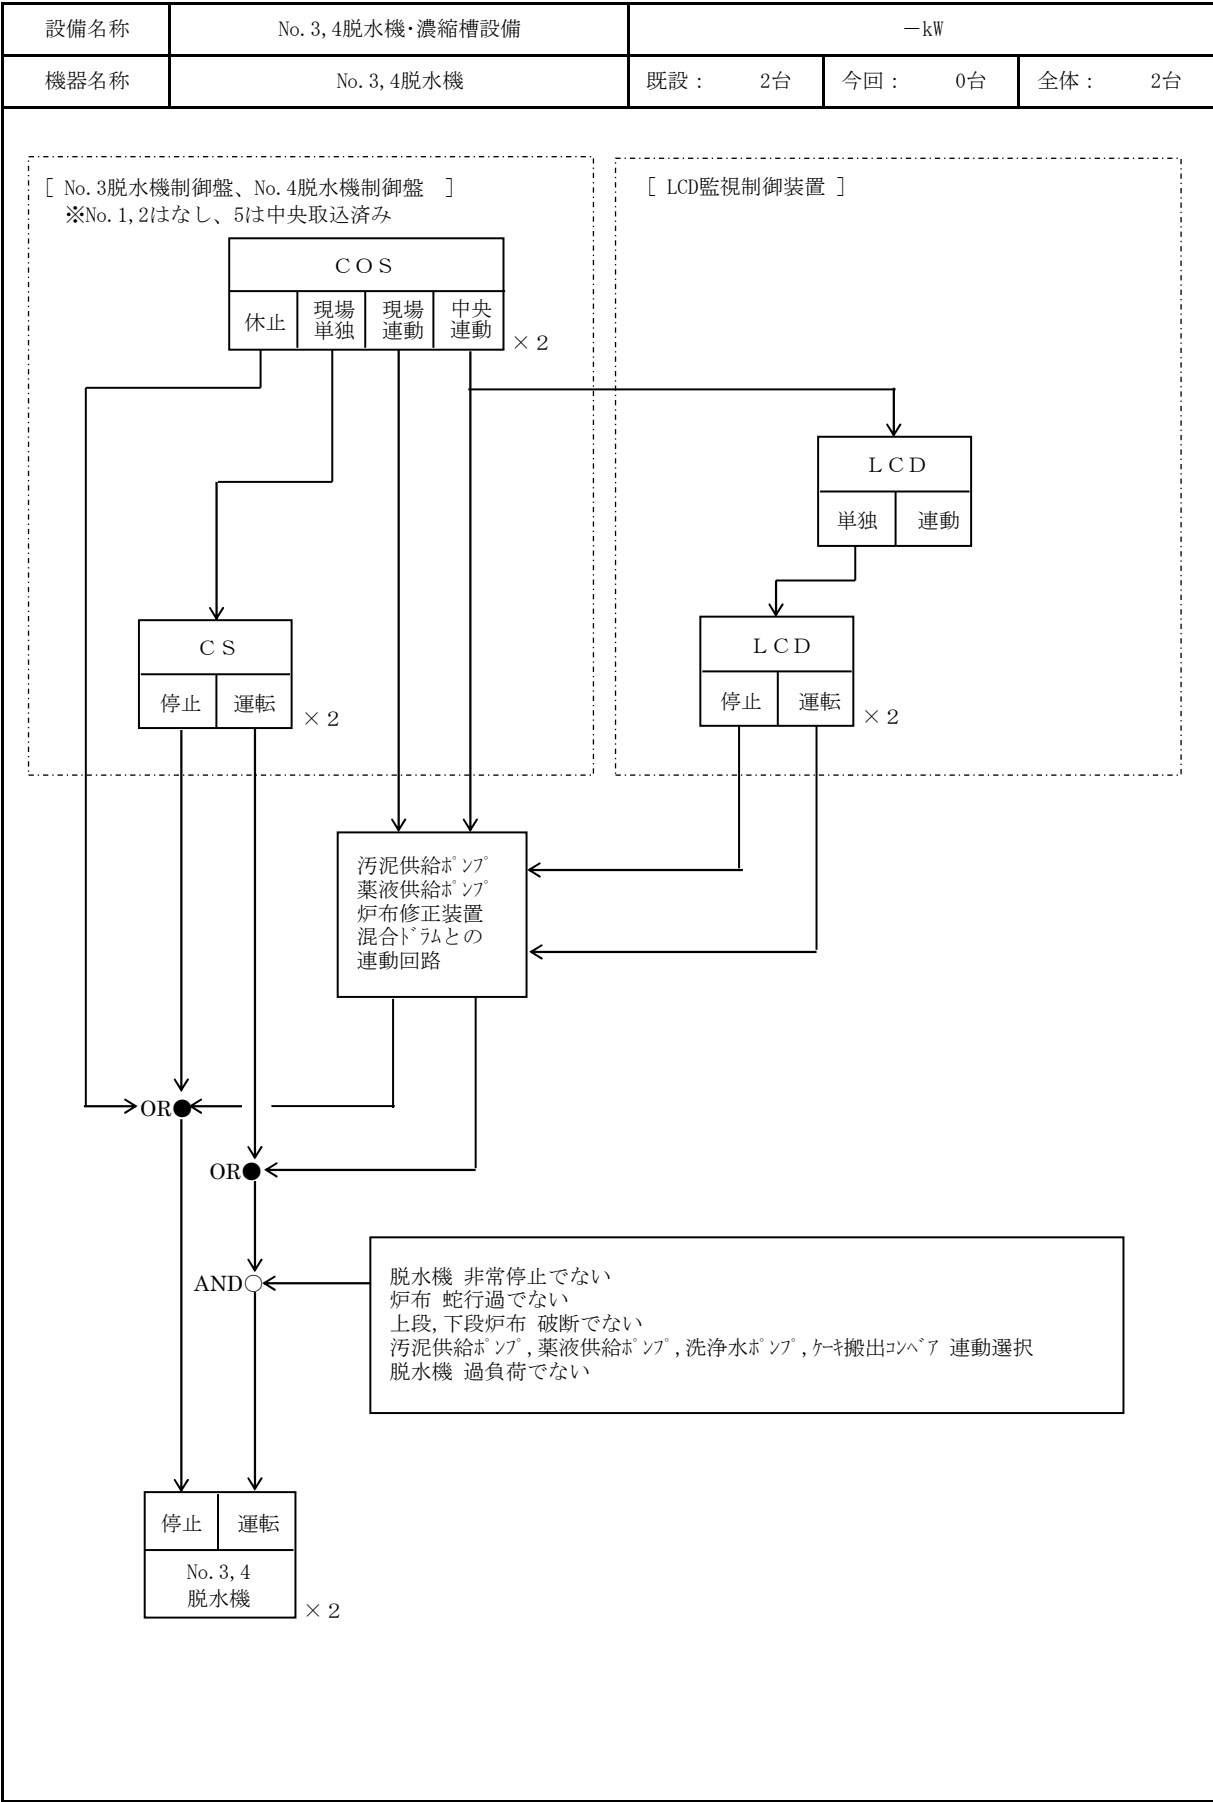 設備名称 No.3,4脱水機・濃縮槽設備 －kW
機器名称 No.3,4脱水機 既設： 2台 今回： 0台 全体： 2台
[ No.3脱水機制御盤、No.4脱水機制御盤 ]
※No.1,2はなし、5は中央取込済み
[ LCD監視制御装置 ]
ＣＯＳ
休止
現場
単独
現場
連動
中央
連動
×２
ＬＣＤ
単独 連動
ＣＳ
停止 運転
×２
ＬＣＤ
停止 運転
×２
汚泥供給ﾎﾟﾝﾌﾟ
薬液供給ﾎﾟﾝﾌﾟ
炉布修正装置
混合ﾄﾞﾗﾑとの
連動回路
OR
OR
AND
脱水機 非常停止でない
炉布 蛇行過でない
上段,下段炉布 破断でない
汚泥供給ﾎﾟﾝﾌﾟ,薬液供給ﾎﾟﾝﾌﾟ,洗浄水ﾎﾟﾝﾌﾟ,ｹｰｷ搬出ｺﾝﾍﾞｱ 連動選択
脱水機 過負荷でない
停止 運転
No.3,4
脱水機
×２